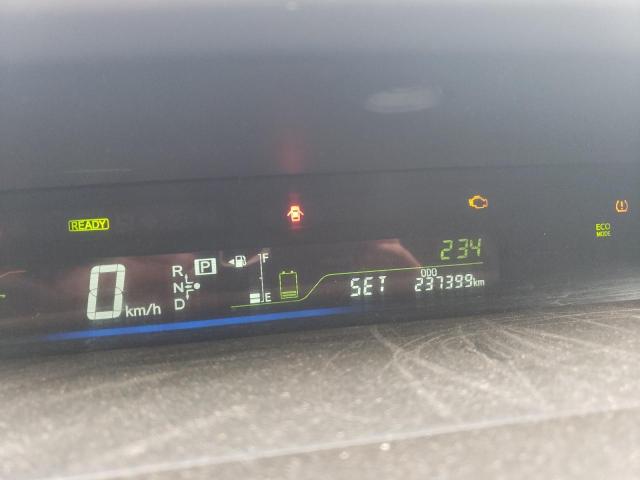 READY
ECO
MODE
234
0 km/h
R
N
D
P
F
E
SET
ODO
237399km